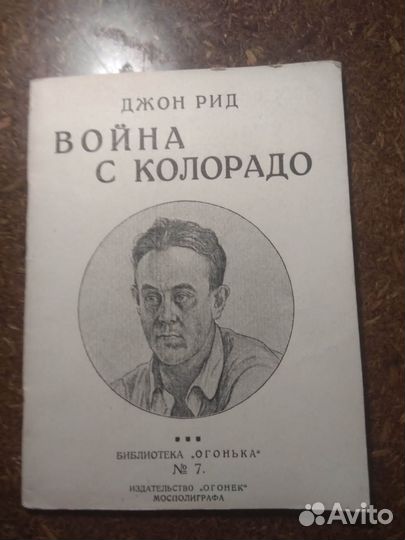 ДЖОН РИД
ВОЙНА
С КОЛОРАДО
БИБЛИОТЕКА „ОГОНЬКА“
№ 7.
ИЗДАТЕЛЬСТВО „ОГОНЕК“
МОСПОЛИГРАФА
Avito